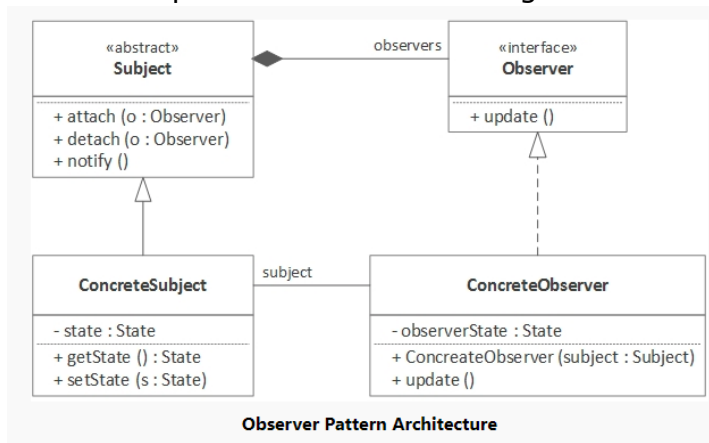 «abstract»
Subject
+ attach (o : Observer)
+ detach (o : Observer)
+ notify ()
observers
«interface»
Observer
+ update ()
ConcreteSubject
- state : State
+ getState () : State
+ setState (s : State)
subject
ConcreteObserver
- observerState : State
+ ConcreateObserver (subject : Subject)
+ update ()
Observer Pattern Architecture